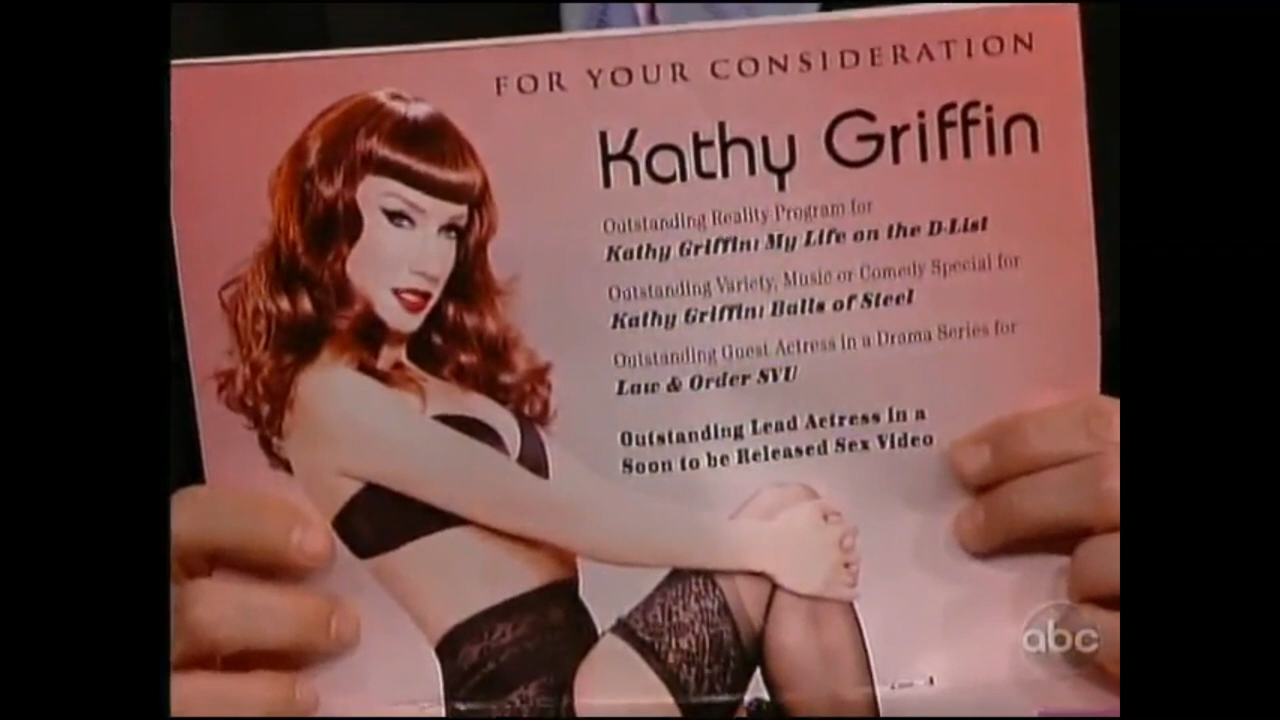 FOR YOUR CONSIDERATION
Kathy Griffin
Outstanding Reality Program for
Kathy Griffin: My Life on the D-List
Outstanding Variety, Music or Comedy Special for
Kathy Griffin: Balls of Steel
Outstanding Guest Actress in a Drama Series for
Law & Order SVU
Outstanding Lead Actress in a
Soon to be Released Sex Video
abc